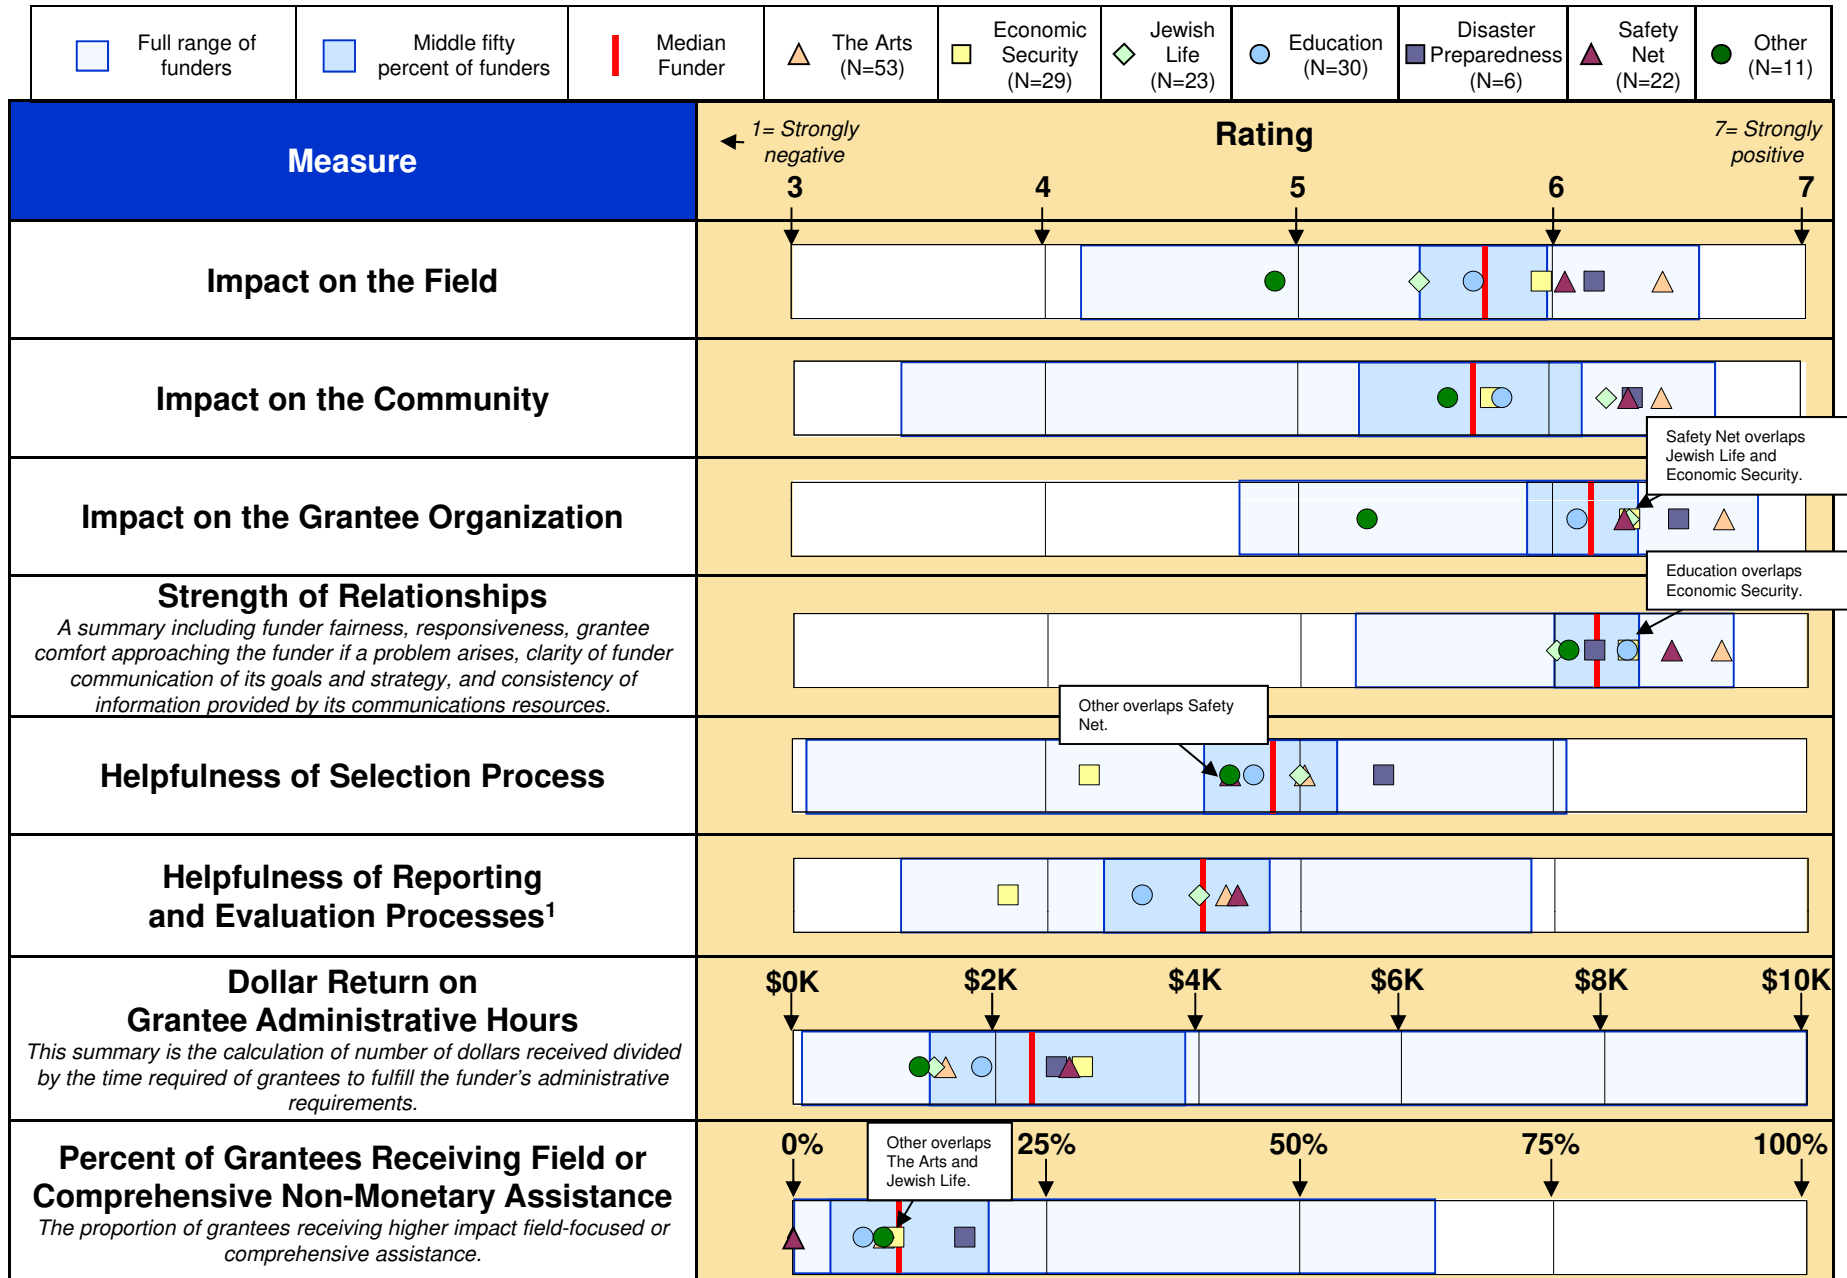 Full range of
funders
Middle fifty
percent of funders
Median
Funder
The Arts
(N=53)
Economic
Security
(N=29)
Jewish
Life
(N=23)
Education
(N=30)
Disaster
Preparedness
(N=6)
Safety
Net
(N=22)
Other
(N=11)
Measure
1= Strongly
negative
Rating
7= Strongly
positive
3 4 5 6 7
Impact on the Field
Impact on the Community
Safety Net overlaps
Jewish Life and
Economic Security.
Impact on the Grantee Organization
Education overlaps
Economic Security.
Strength of Relationships
A summary including funder fairness, responsiveness, grantee
comfort approaching the funder if a problem arises, clarity of funder
communication of its goals and strategy, and consistency of
information provided by its communications resources.
Other overlaps Safety
Net.
Helpfulness of Selection Process
Helpfulness of Reporting
and Evaluation Processes¹
Dollar Return on
Grantee Administrative Hours
This summary is the calculation of number of dollars received divided
by the time required of grantees to fulfill the funder's administrative
requirements.
$0K $2K $4K $6K $8K $10K
Percent of Grantees Receiving Field or
Comprehensive Non-Monetary Assistance
The proportion of grantees receiving higher impact field-focused or
comprehensive assistance.
0% 25% 50% 75% 100%
Other overlaps
The Arts and
Jewish Life.